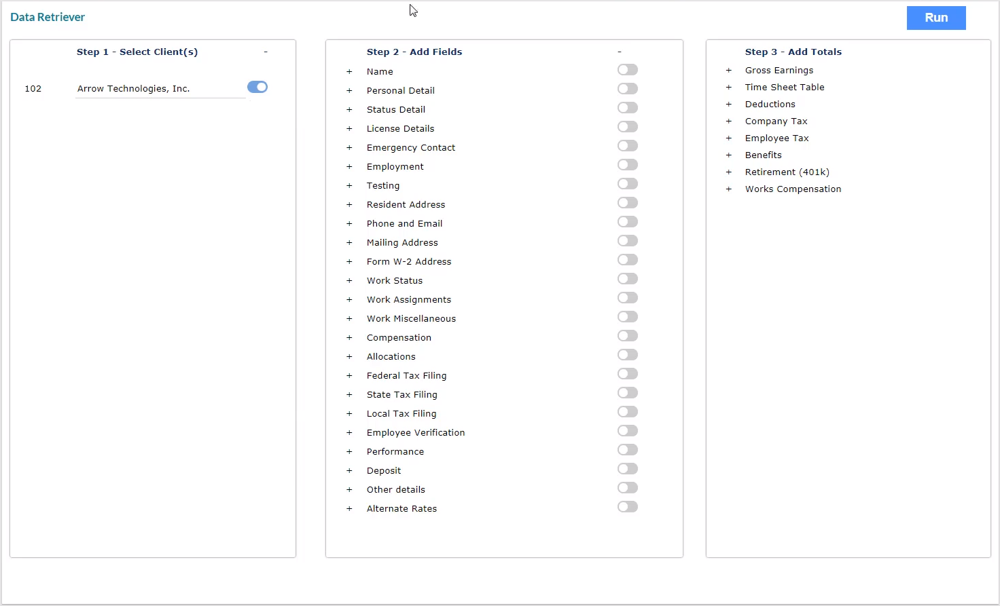 Data Retriever
Run
Step 1 - Select Client(s) -
102 Arrow Technologies, Inc.
Step 2 - Add Fields -
+ Name
+ Personal Detail
+ Status Detail
+ License Details
+ Emergency Contact
+ Employment
+ Testing
+ Resident Address
+ Phone and Email
+ Mailing Address
+ Form W-2 Address
+ Work Status
+ Work Assignments
+ Work Miscellaneous
+ Compensation
+ Allocations
+ Federal Tax Filing
+ State Tax Filing
+ Local Tax Filing
+ Employee Verification
+ Performance
+ Deposit
+ Other details
+ Alternate Rates
Step 3 - Add Totals
+ Gross Earnings
+ Time Sheet Table
+ Deductions
+ Company Tax
+ Employee Tax
+ Benefits
+ Retirement (401k)
+ Works Compensation